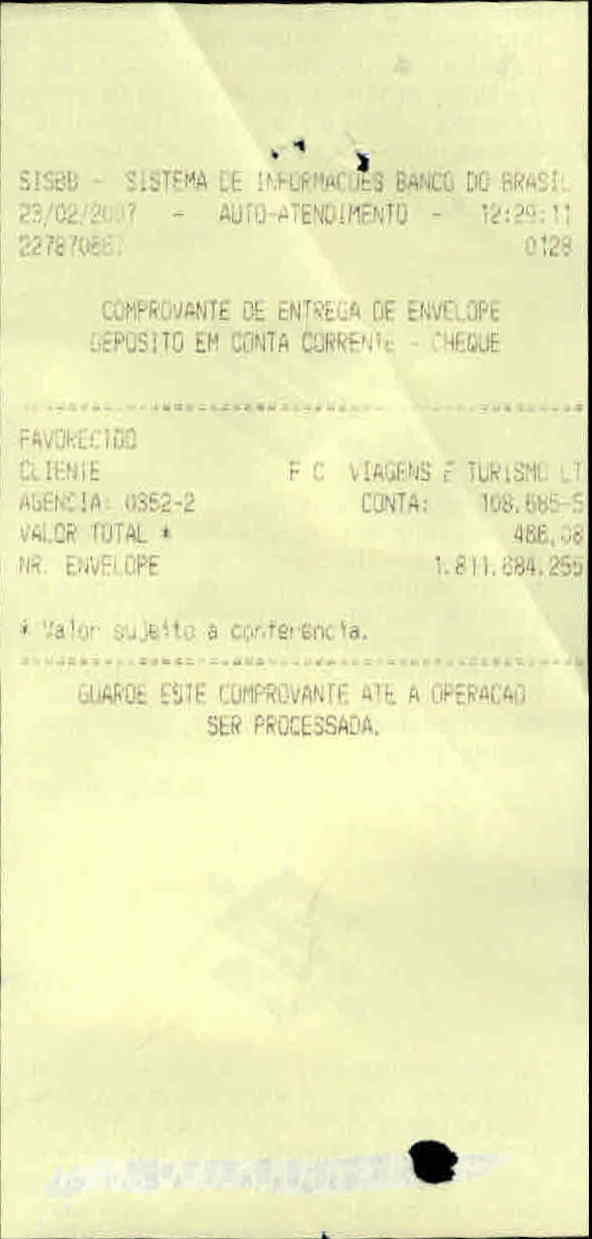 SISBB - SISTEMA DE INFORMACOES BANCO DO BRASIL
23/02/2007 - AUTO-ATENDIMENTO - 12:29:11
0128
COMPROVANTE DE ENTREGA DE ENVELOPE
DEPOSITO EM CONTA CORRENTE - CHEQUE
FAVORECIDO
CLIENTE F C VIAGENS E TURISMO LT
AGENCIA: 0352-2 CONTA: 108.685-5
VALOR TOTAL * 486,08
NR. ENVELOPE 1.811.684.255
* Valor sujeito a conferencia.
GUARDE ESTE COMPROVANTE ATE A OPERACAO
SER PROCESSADA.